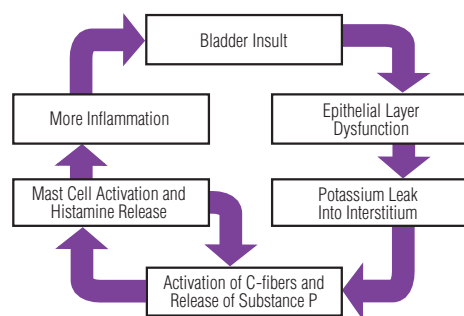 Bladder Insult
Epithelial Layer
Dysfunction
Potassium Leak
Into Interstitium
Activation of C-fibers and
Release of Substance P
Mast Cell Activation and
Histamine Release
More Inflammation